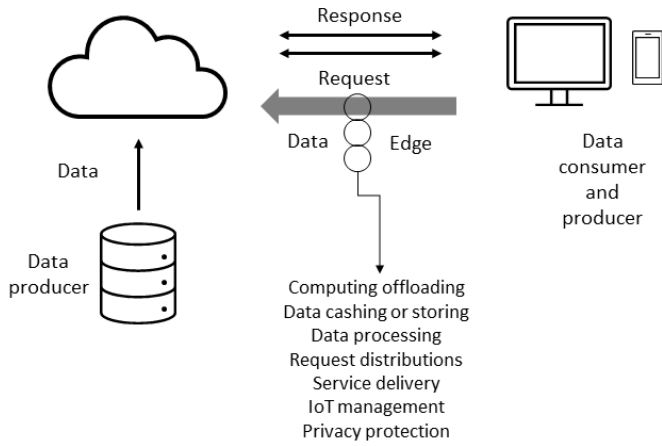 Response
Request
Data
Edge
Data
consumer
and
producer
Data
Data
producer
Computing offloading
Data cashing or storing
Data processing
Request distributions
Service delivery
IoT management
Privacy protection